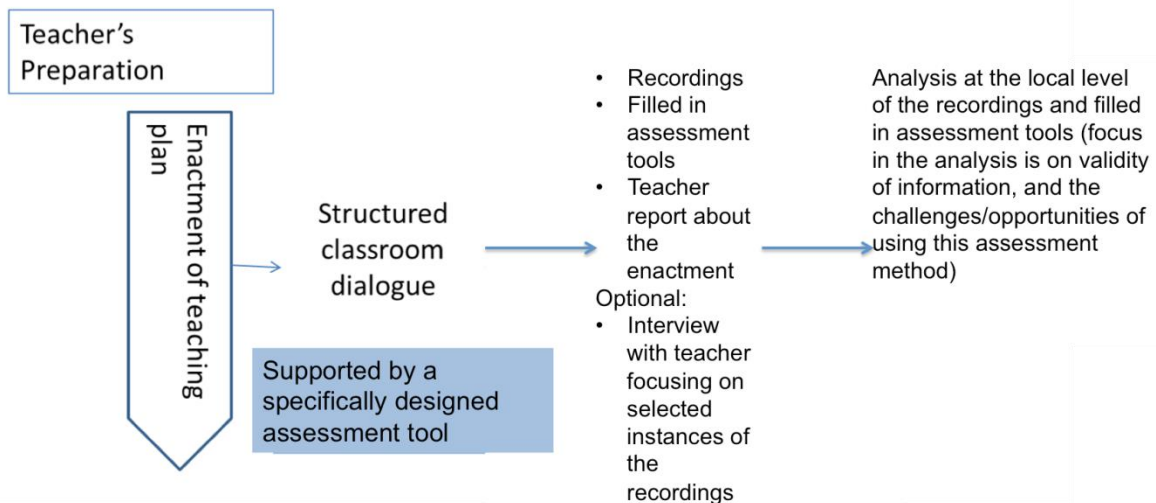 Teacher's
Preparation
Enactment of teaching
plan
Structured
classroom
dialogue
Supported by a
specifically designed
assessment tool
• Recordings
• Filled in
assessment
tools
• Teacher
report about
the
enactment
Optional:
• Interview
with teacher
focusing on
selected
instances of
the
recordings
Analysis at the local level
of the recordings and filled
in assessment tools (focus
in the analysis is on validity
of information, and the
challenges/opportunities of
using this assessment
method)